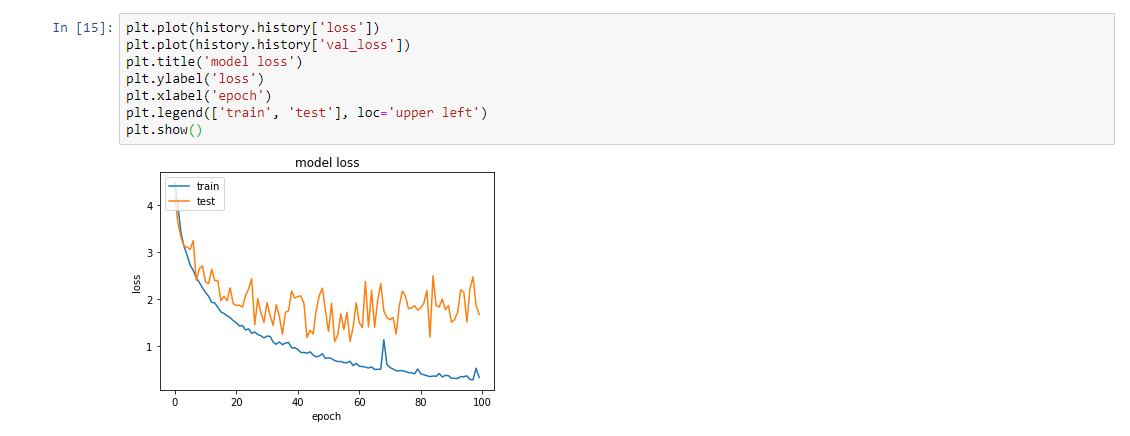 In [15]:
plt.plot(history.history['loss'])
plt.plot(history.history['val_loss'])
plt.title('model loss')
plt.ylabel('loss')
plt.xlabel('epoch')
plt.legend(['train', 'test'], loc='upper left')
plt.show()
model loss
train
test
4
3
2
1
loss
0 20 40 60 80 100
epoch